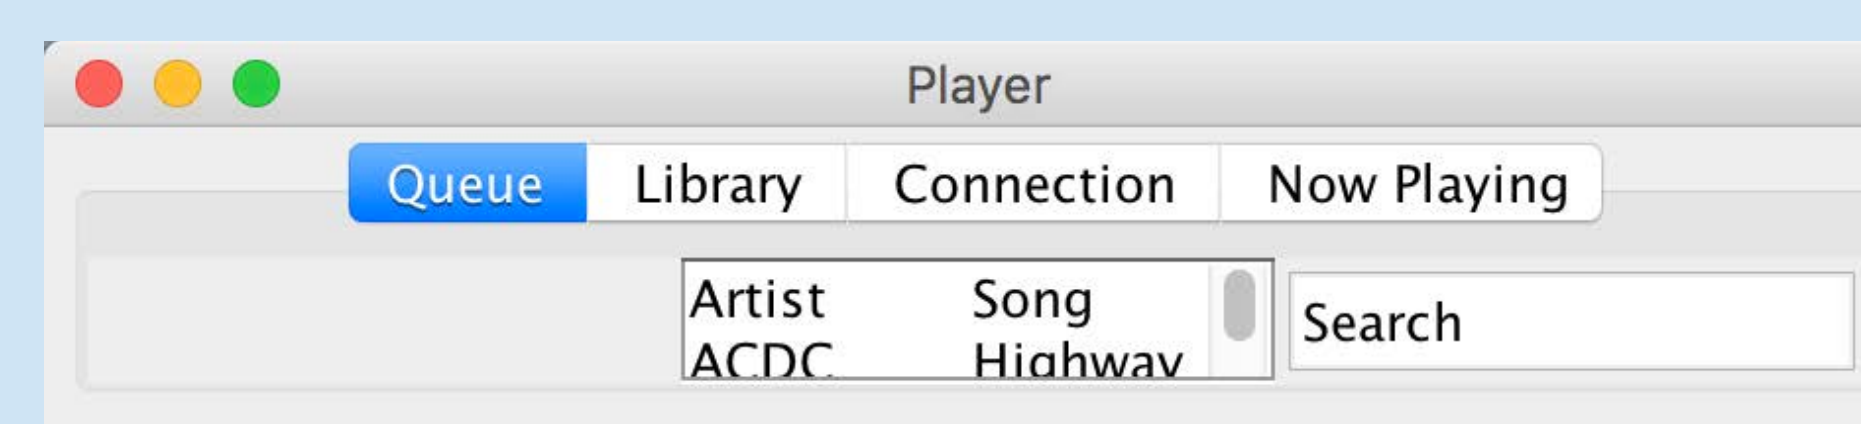 Player
Queue Library Connection Now Playing
Artist Song
Search
ACDC Highway